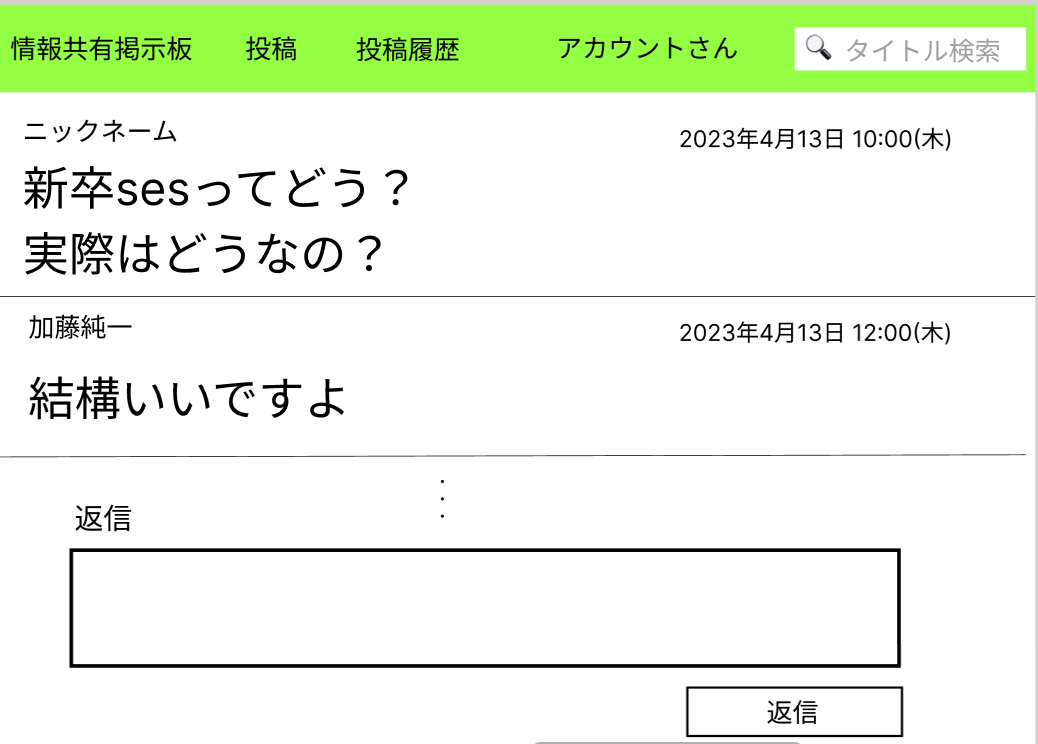 情報共有掲示板 投稿 投稿履歴 アカウントさん タイトル検索
ニックネーム 2023年4月13日 10:00(木)
新卒sesってどう？
実際はどうなの？
加藤純一 2023年4月13日 12:00(木)
結構いいですよ
返信
返信